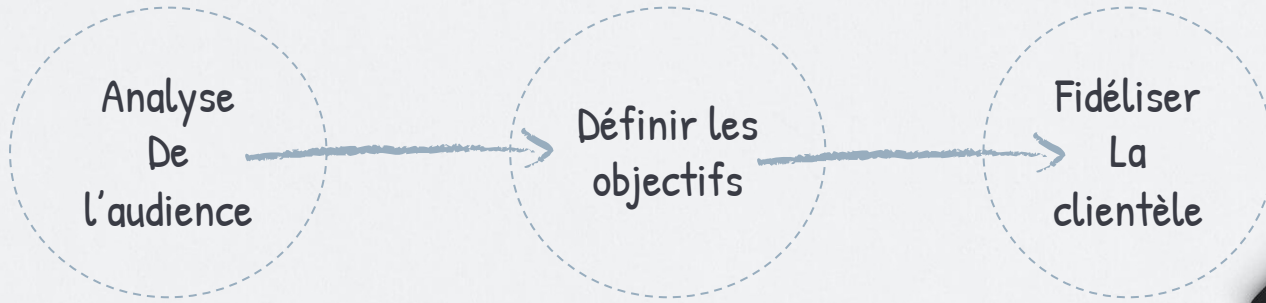 Analyse
De
l'audience
Définir les
objectifs
Fidéliser
La
clientèle